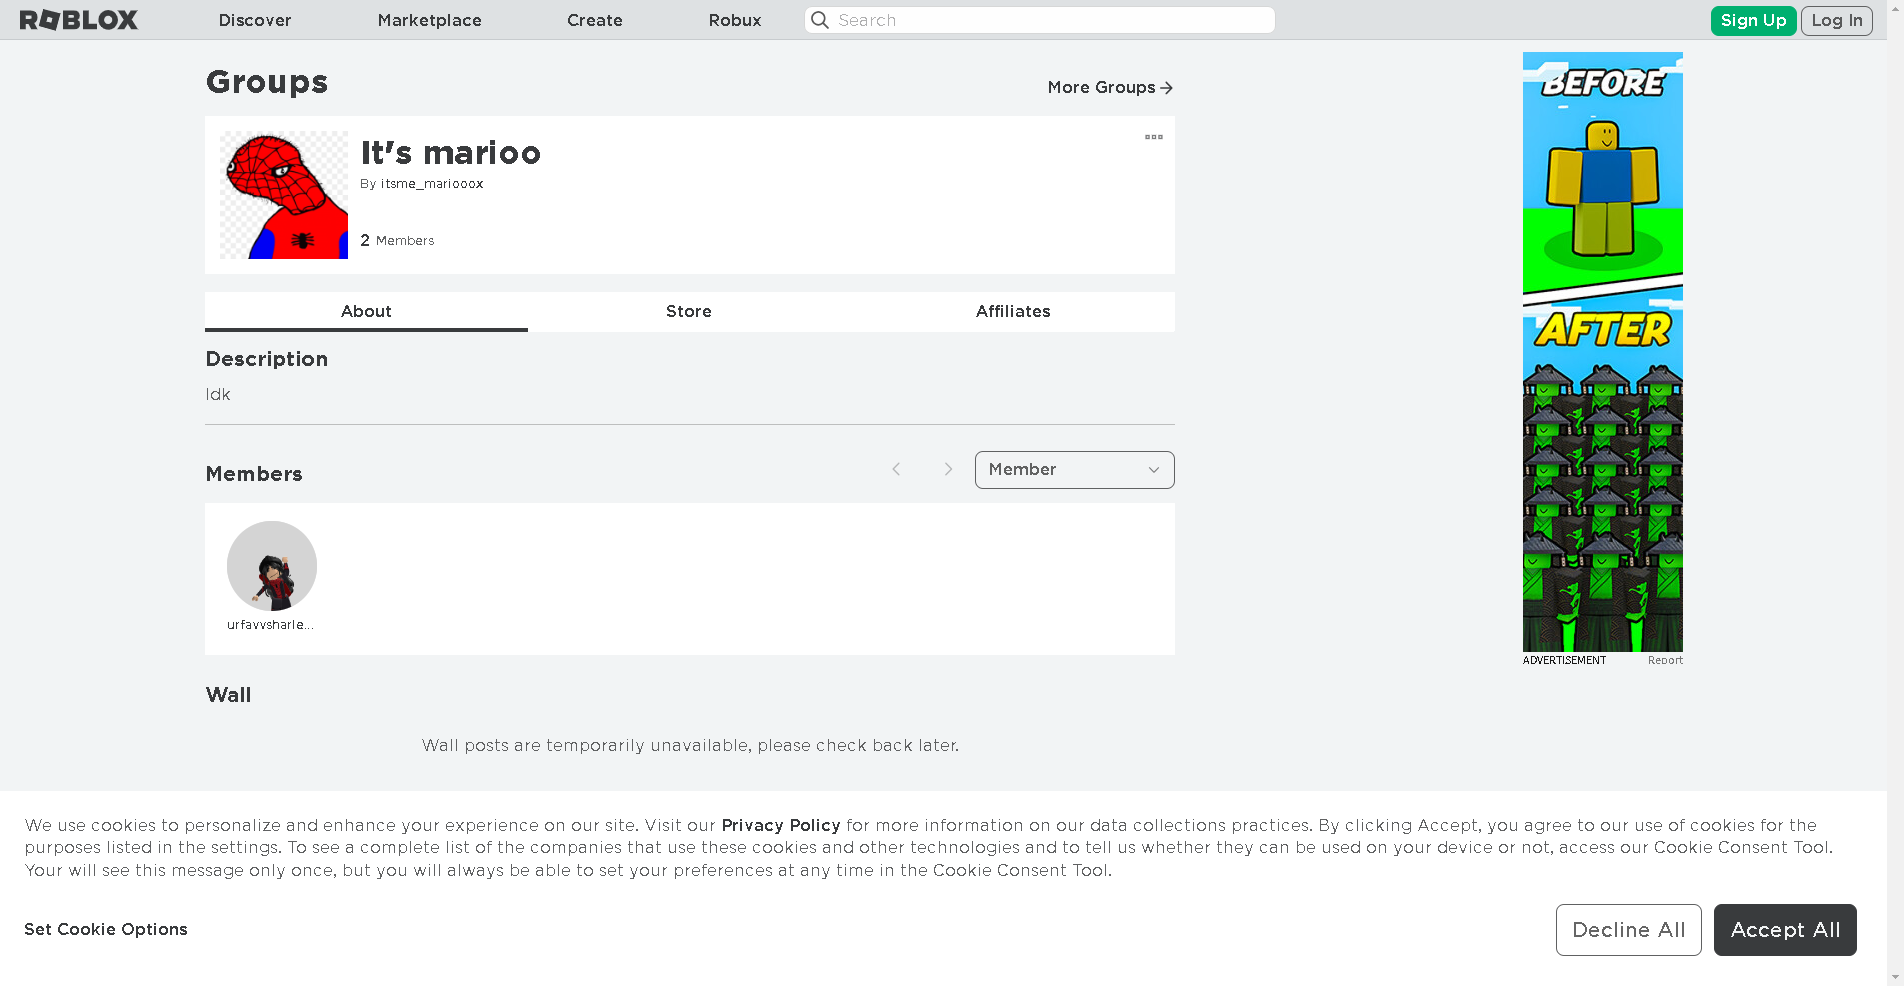 ROBLOX Discover Marketplace Create Robux Search Sign Up Log In
Groups
More Groups
It's marioo
By itsme_mariooox
2 Members
About Store Affiliates
Description
Idk
Members
Member
urfavvsharle...
Wall
Wall posts are temporarily unavailable, please check back later.
BEFORE
AFTER
ADVERTISEMENT Report
We use cookies to personalize and enhance your experience on our site. Visit our Privacy Policy for more information on our data collections practices. By clicking Accept, you agree to our use of cookies for the
purposes listed in the settings. To see a complete list of the companies that use these cookies and other technologies and to tell us whether they can be used on your device or not, access our Cookie Consent Tool.
Your will see this message only once, but you will always be able to set your preferences at any time in the Cookie Consent Tool.
Set Cookie Options
Decline All Accept All